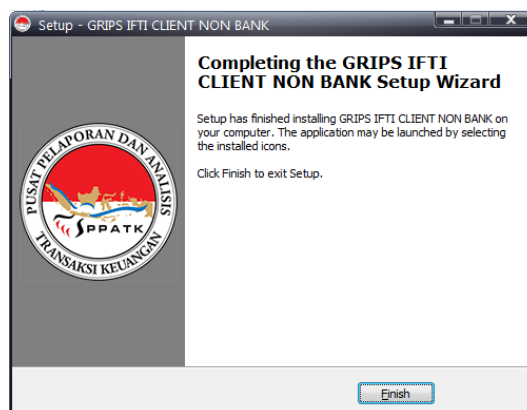 Setup - GRIPS IFTI CLIENT NON BANK
Completing the GRIPS IFTI
CLIENT NON BANK Setup Wizard
Setup has finished installing GRIPS IFTI CLIENT NON BANK on
your computer. The application may be launched by selecting
the installed icons.
Click Finish to exit Setup.
PUSAT PELAPORAN DAN ANALISIS
PPATK
TRANSAKSI KEUANGAN
Finish